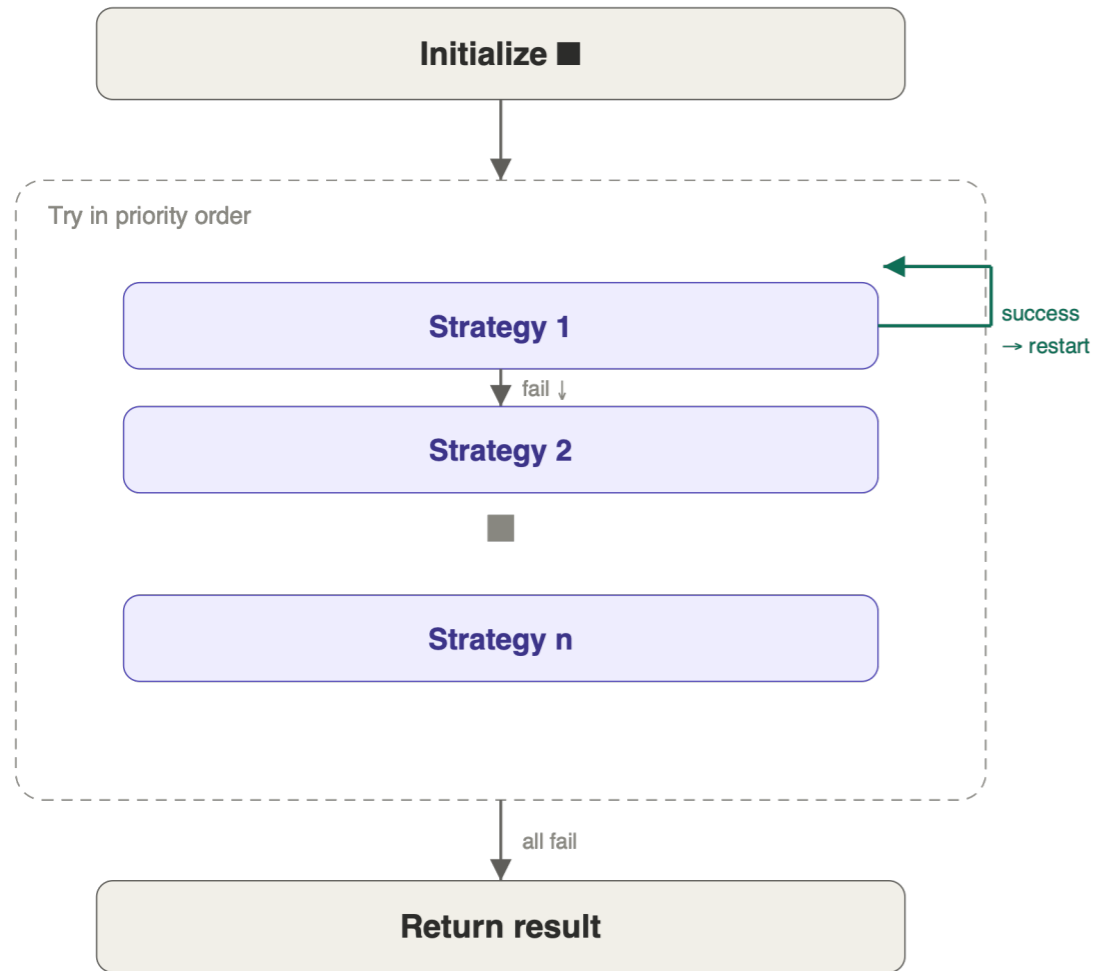 Initialize ■
Try in priority order
Strategy 1
success
→ restart
fail ↓
Strategy 2
■
Strategy n
all fail
Return result